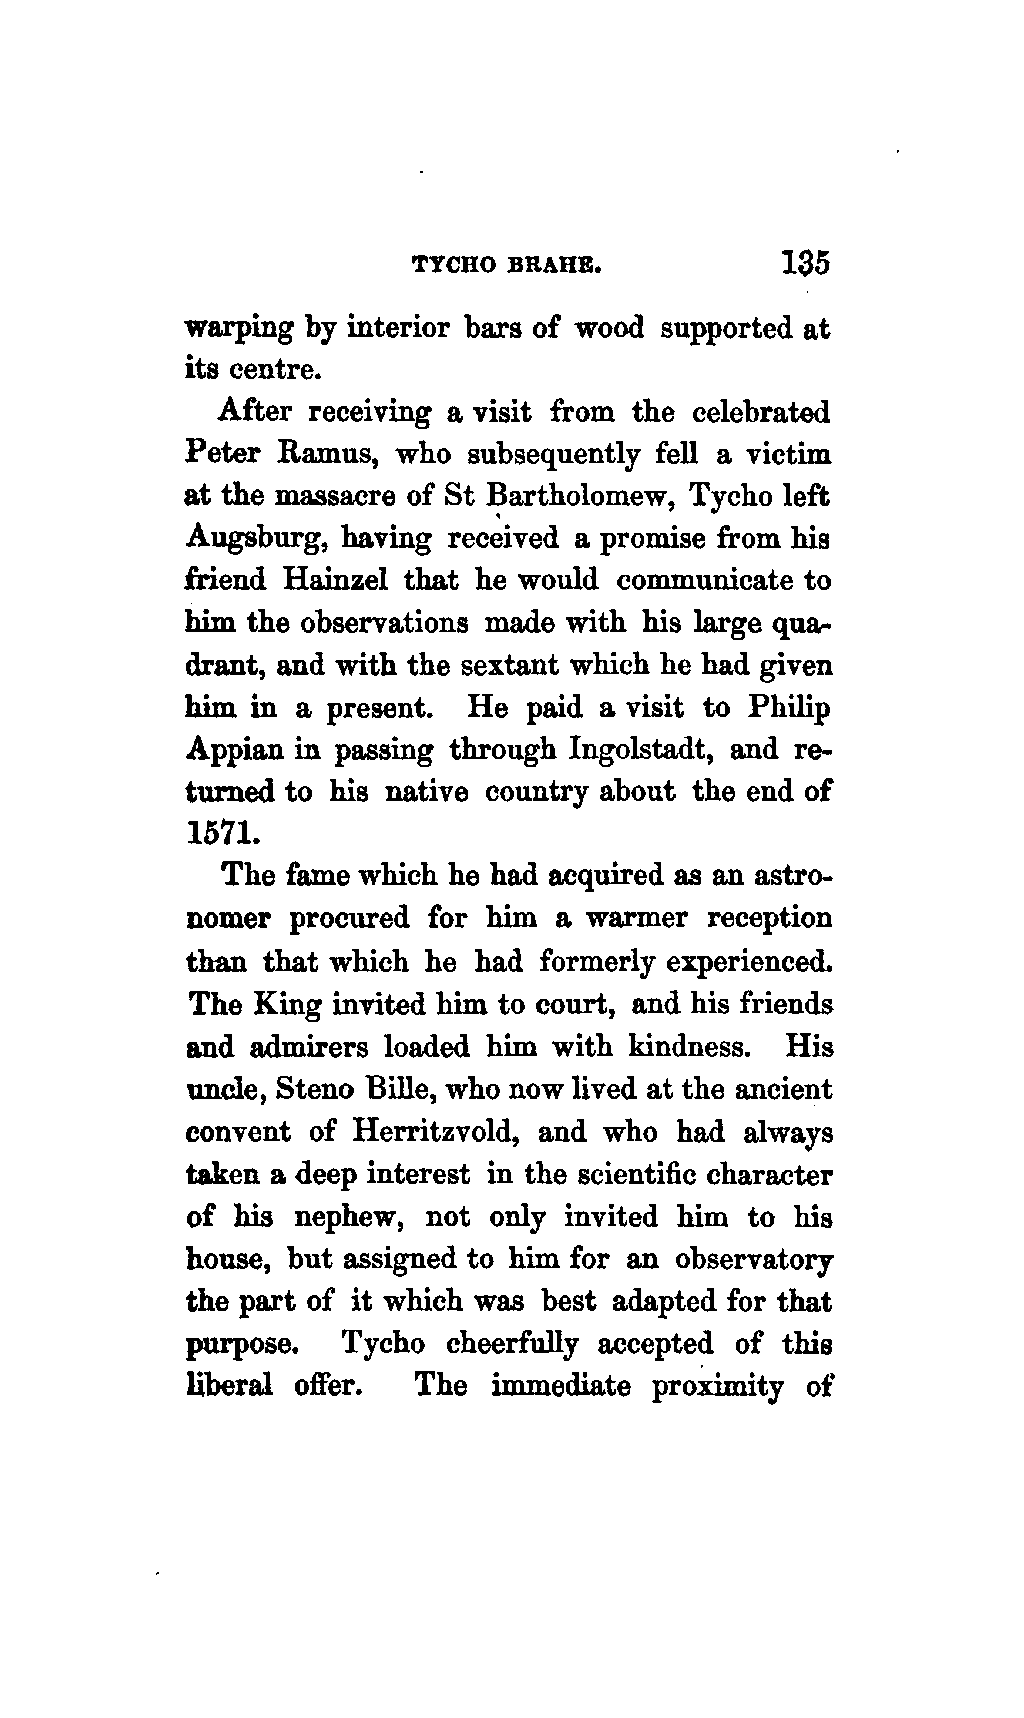 TYCHO BRAHE. 135
warping by interior bars of wood supported at
its centre.
After receiving a visit from the celebrated
Peter Ramus, who subsequently fell a victim
at the massacre of St Bartholomew, Tycho left
Augsburg, having received a promise from his
friend Hainzel that he would communicate to
him the observations made with his large qua-
drant, and with the sextant which he had given
him in a present. He paid a visit to Philip
Appian in passing through Ingolstadt, and re-
turned to his native country about the end of
1571.
The fame which he had acquired as an astro-
nomer procured for him a warmer reception
than that which he had formerly experienced.
The King invited him to court, and his friends
and admirers loaded him with kindness. His
uncle, Steno Bille, who now lived at the ancient
convent of Herritzvold, and who had always
taken a deep interest in the scientific character
of his nephew, not only invited him to his
house, but assigned to him for an observatory
the part of it which was best adapted for that
purpose. Tycho cheerfully accepted of this
liberal offer. The immediate proximity of